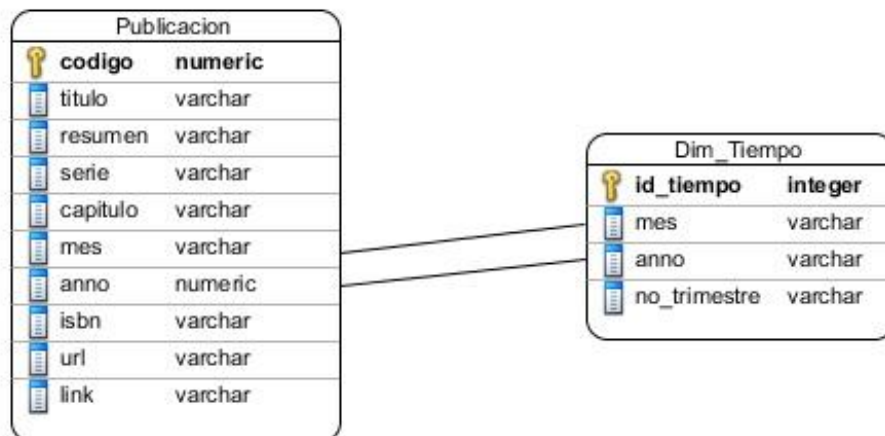 Publicacion
codigo numeric
titulo varchar
resumen varchar
serie varchar
capitulo varchar
mes varchar
anno numeric
isbn varchar
url varchar
link varchar
Dim_Tiempo
id_tiempo integer
mes varchar
anno varchar
no_trimestre varchar